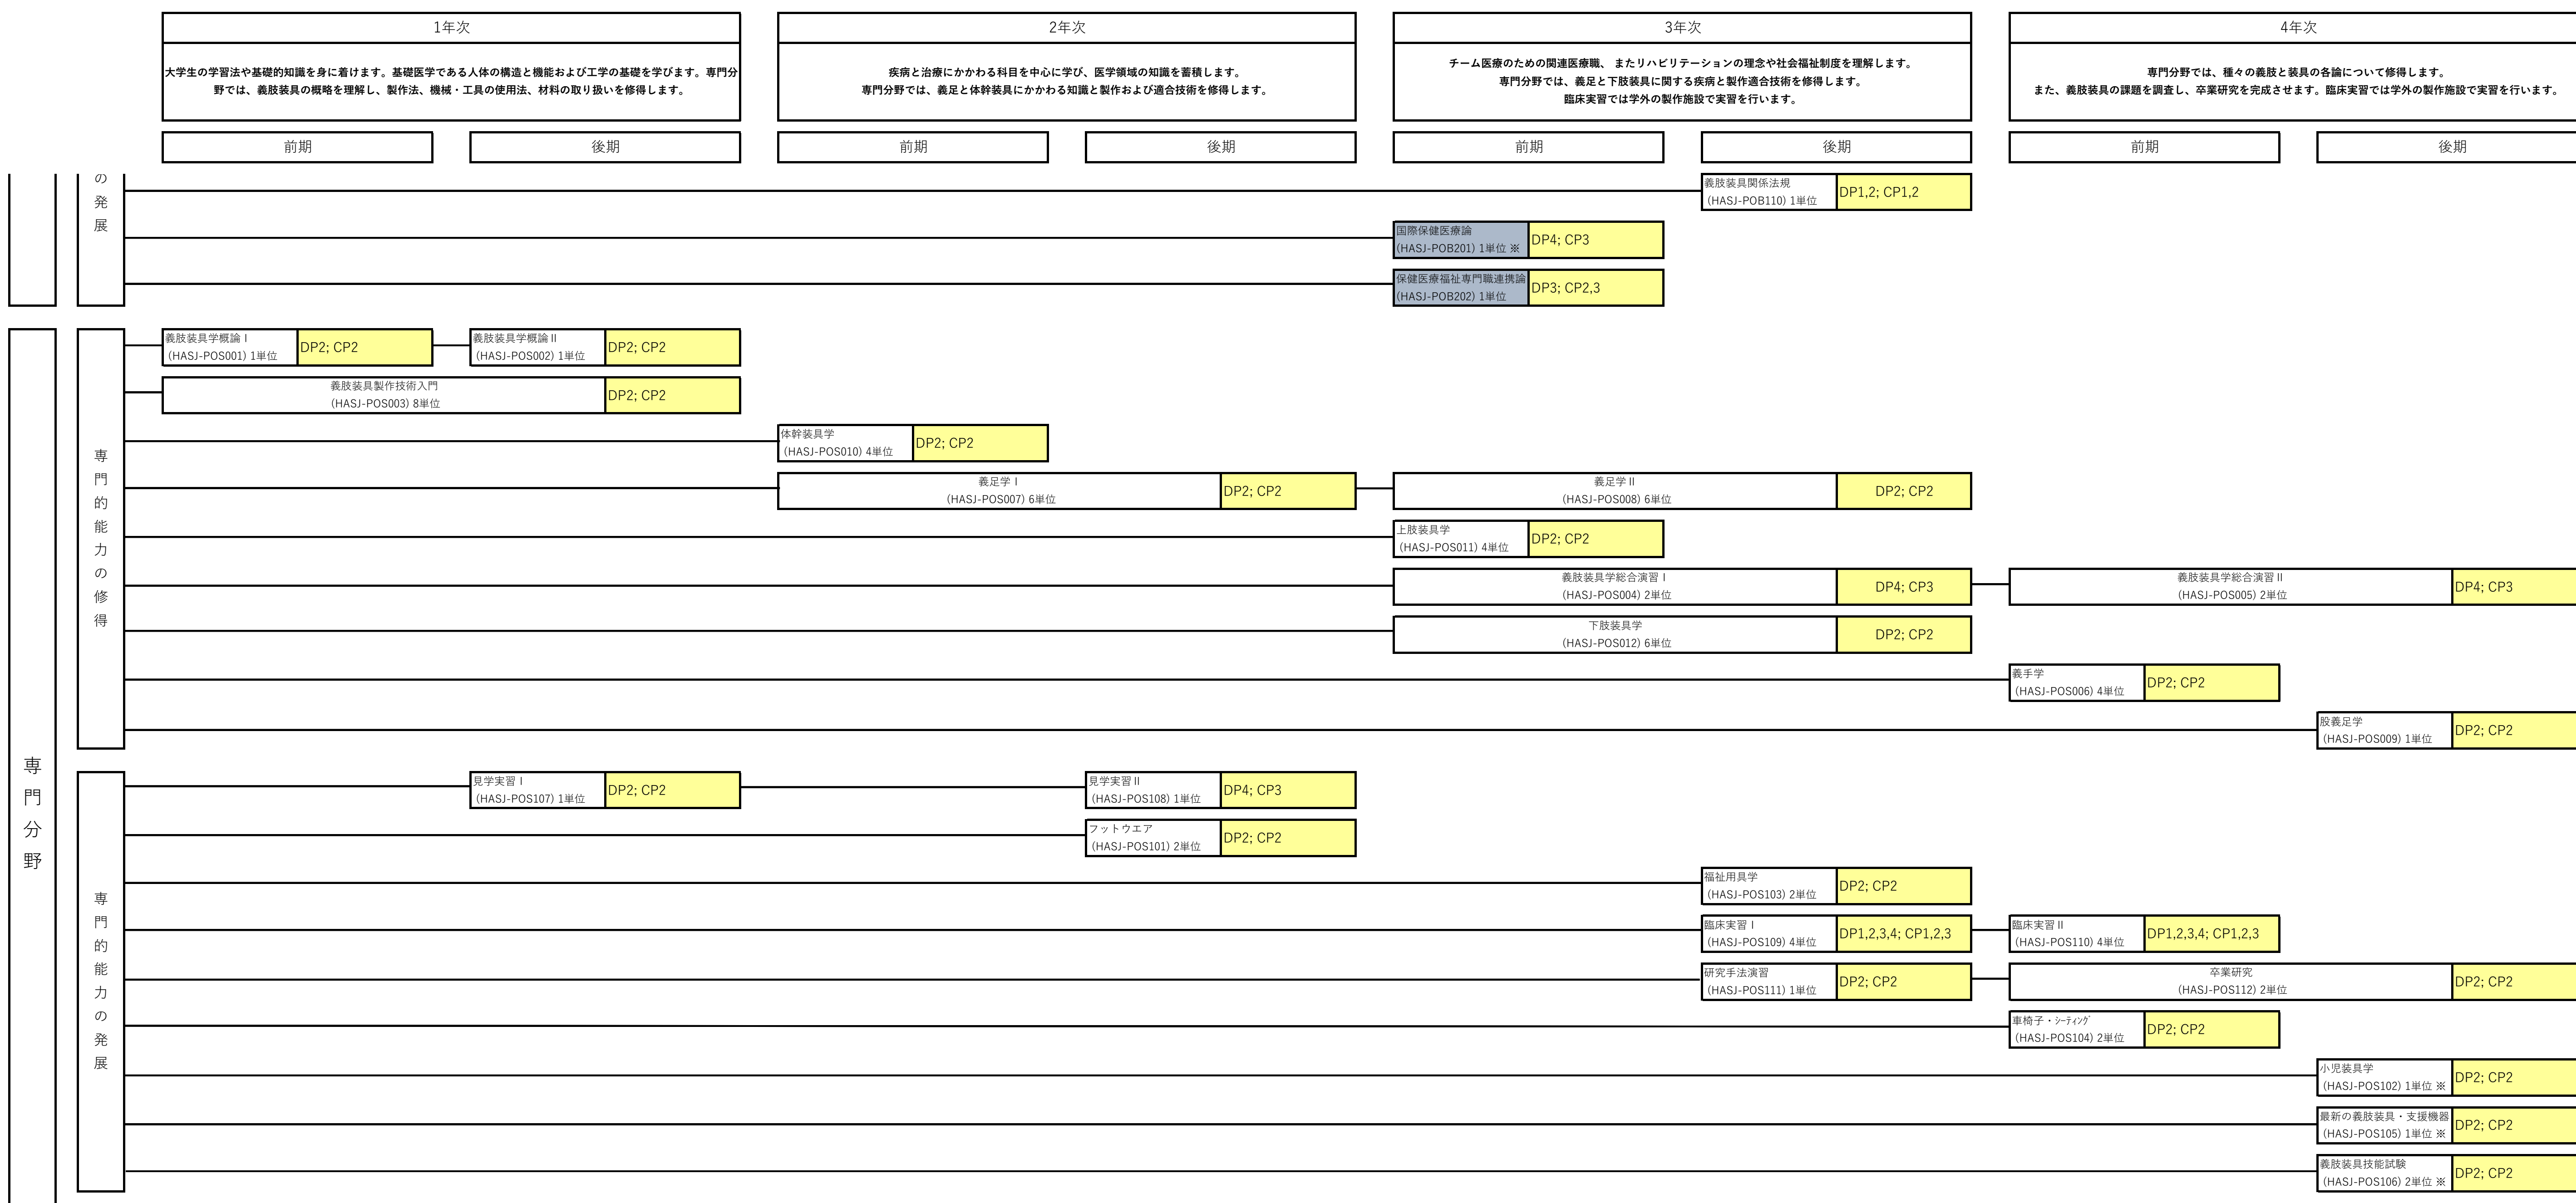 1年次
大学生の学習法や基礎的知識を身に着けます。基礎医学である人体の構造と機能および工学の基礎を学びます。専門分
野では、義肢装具の概略を理解し、製作法、機械・工具の使用法、材料の取り扱いを修得します。
2年次
疾病と治療にかかわる科目を中心に学び、医学領域の知識を蓄積します。
専門分野では、義足と体幹装具にかかわる知識と製作および適合技術を修得します。
3年次
チーム医療のための関連医療職、 またリハビリテーションの理念や社会福祉制度を理解します。
専門分野では、義足と下肢装具に関する疾病と製作適合技術を修得します。
臨床実習では学外の製作施設で実習を行います。
4年次
専門分野では、種々の義肢と装具の各論について修得します。
また、義肢装具の課題を調査し、卒業研究を完成させます。臨床実習では学外の製作施設で実習を行います。
前期
後期
前期
後期
前期
後期
前期
後期
の発展
義肢装具関係法規
(HASJ-POB110) 1単位
DP1,2; CP1,2
国際保健医療論
(HASJ-POB201) 1単位 ※
DP4; CP3
保健医療福祉専門職連携論
(HASJ-POB202) 1単位
DP3; CP2,3
専門分野
専門的能力の修得
義肢装具学概論Ⅰ
(HASJ-POS001) 1単位
DP2; CP2
義肢装具学概論Ⅱ
(HASJ-POS002) 1単位
DP2; CP2
義肢装具製作技術入門
(HASJ-POS003) 8単位
DP2; CP2
体幹装具学
(HASJ-POS010) 4単位
DP2; CP2
義足学Ⅰ
(HASJ-POS007) 6単位
DP2; CP2
義足学Ⅱ
(HASJ-POS008) 6単位
DP2; CP2
上肢装具学
(HASJ-POS011) 4単位
DP2; CP2
義肢装具学総合演習Ⅰ
(HASJ-POS004) 2単位
DP4; CP3
義肢装具学総合演習Ⅱ
(HASJ-POS005) 2単位
DP4; CP3
下肢装具学
(HASJ-POS012) 6単位
DP2; CP2
義手学
(HASJ-POS006) 4単位
DP2; CP2
股義足学
(HASJ-POS009) 1単位
DP2; CP2
専門的能力の発展
見学実習Ⅰ
(HASJ-POS107) 1単位
DP2; CP2
見学実習Ⅱ
(HASJ-POS108) 1単位
DP4; CP3
フットウエア
(HASJ-POS101) 2単位
DP2; CP2
福祉用具学
(HASJ-POS103) 2単位
DP2; CP2
臨床実習Ⅰ
(HASJ-POS109) 4単位
DP1,2,3,4; CP1,2,3
臨床実習Ⅱ
(HASJ-POS110) 4単位
DP1,2,3,4; CP1,2,3
研究手法演習
(HASJ-POS111) 1単位
DP2; CP2
卒業研究
(HASJ-POS112) 2単位
DP2; CP2
車椅子・ｼｰﾃｨﾝｸﾞ
(HASJ-POS104) 2単位
DP2; CP2
小児装具学
(HASJ-POS102) 1単位 ※
DP2; CP2
最新の義肢装具・支援機器
(HASJ-POS105) 1単位 ※
DP2; CP2
義肢装具技能試験
(HASJ-POS106) 2単位 ※
DP2; CP2